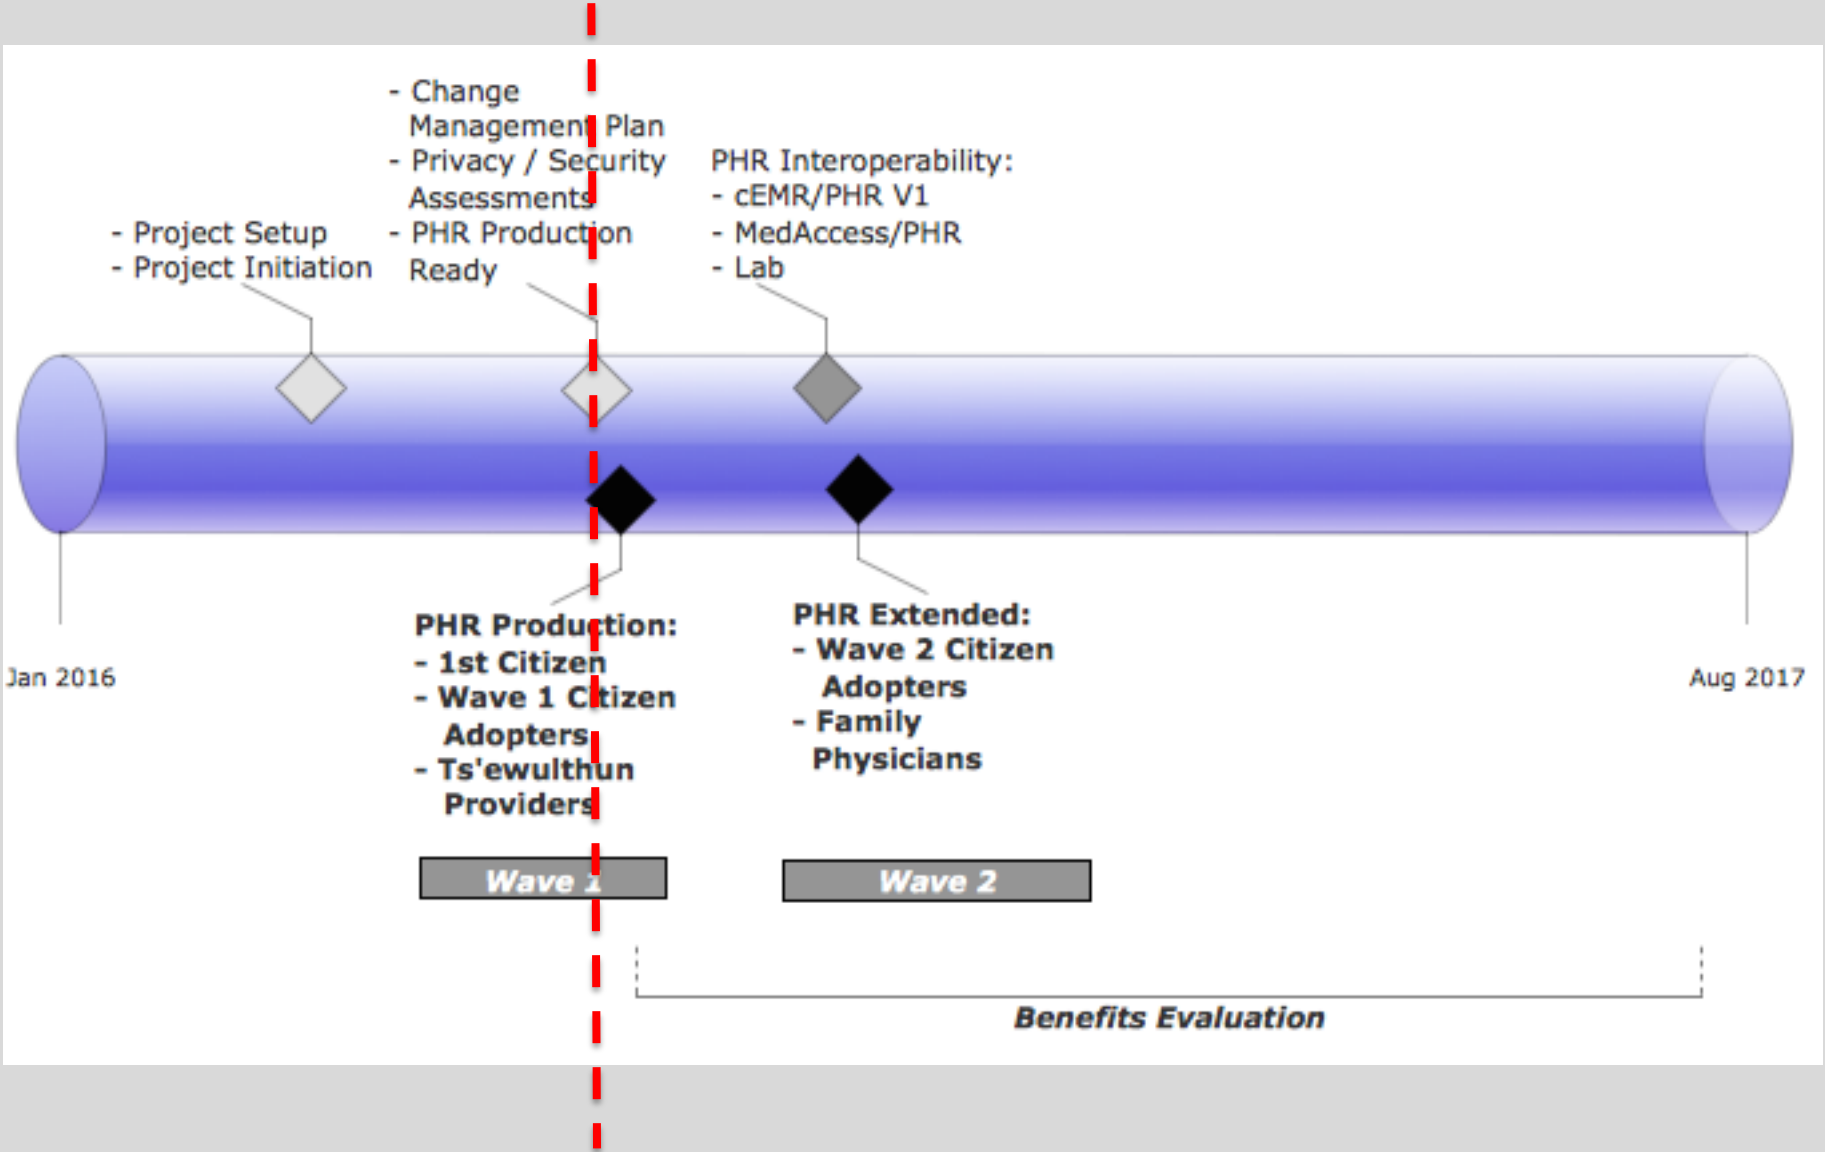 - Change
Management Plan
- Privacy / Security
Assessments
- PHR Production
Ready
- Project Setup
- Project Initiation
PHR Interoperability:
- cEMR/PHR V1
- MedAccess/PHR
- Lab
Jan 2016
Aug 2017
PHR Production:
- 1st Citizen
- Wave 1 Citizen
Adopters
- Ts'ewulthun
Providers
PHR Extended:
- Wave 2 Citizen
Adopters
- Family
Physicians
Wave 1
Wave 2
Benefits Evaluation